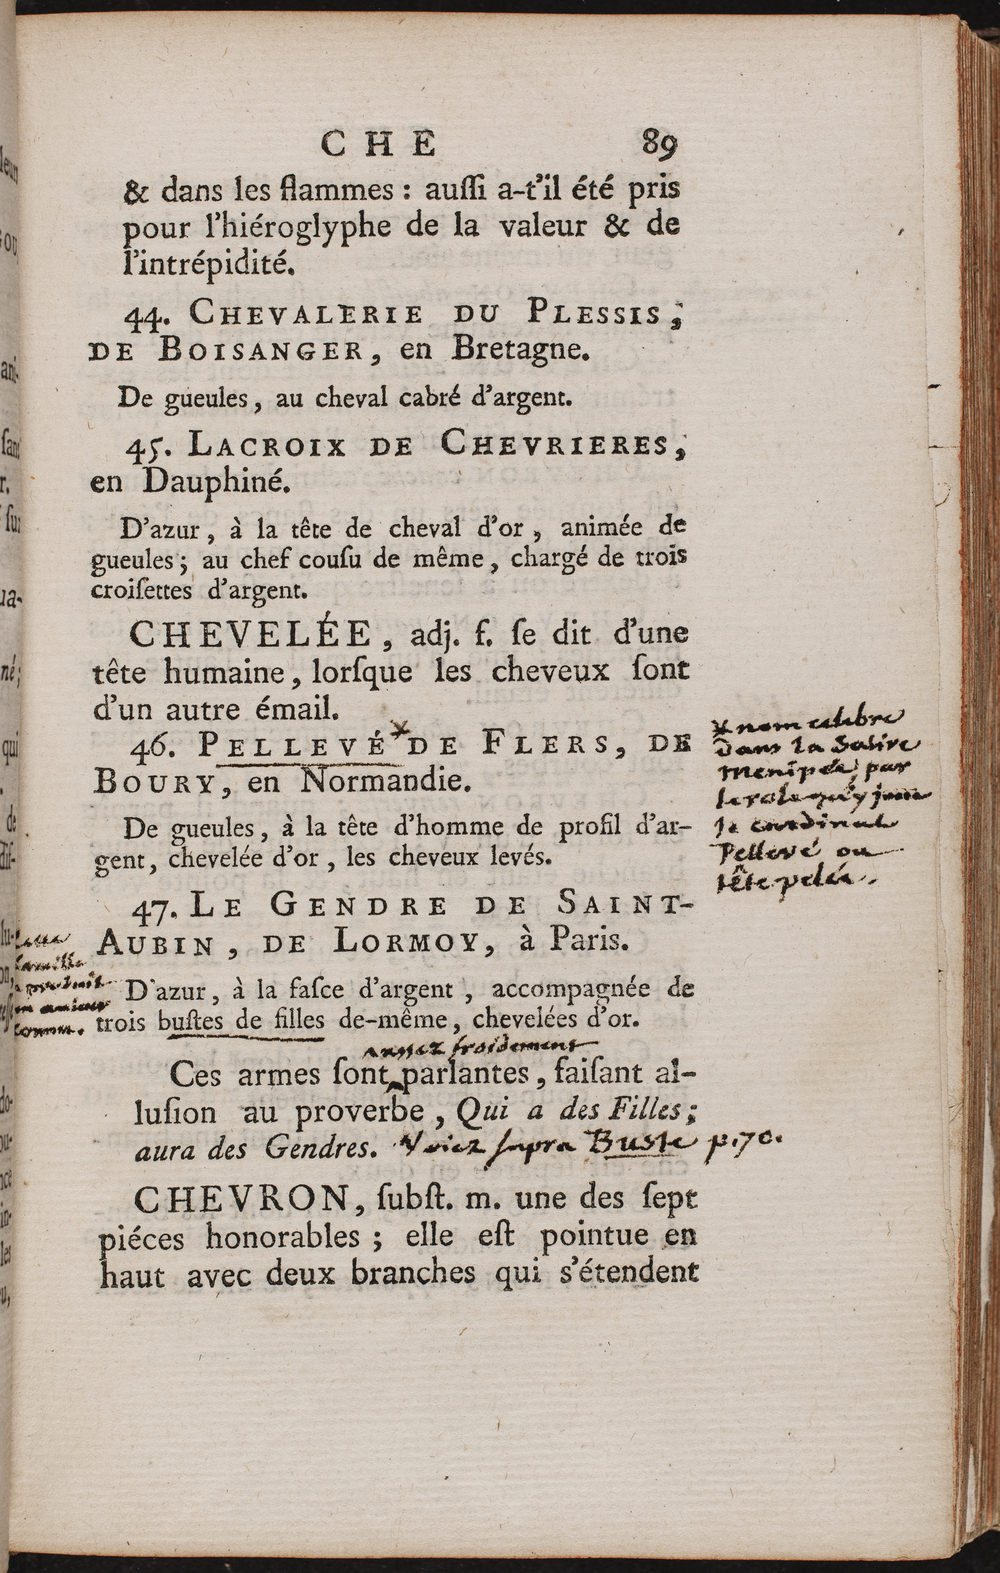 CHE 89
& dans les flammes : auſſi a-t'il été pris
pour l'hiéroglyphe de la valeur & de
l'intrépidité.
44. CHEVALERIE DU PLESSIS ;
DE BOISANGER, en Bretagne.
De gueules, au cheval cabré d'argent.
45. LACROIX DE CHEVRIERES,
en Dauphiné.
D'azur, à la tête de cheval d'or, animée de
gueules ; au chef couſu de même, chargé de trois
croiſettes d'argent.
CHEVELÉE, adj. f. ſe dit d'une
tête humaine, lorſque les cheveux ſont
d'un autre émail.
46. PELLEVÉ * DE FLERS, DE
BOURY, en Normandie.
* nom celebre
dans la Satire
Menipée, par
le role qu'y joue
le cardinal
Pellevé ou
tête pelée.
De gueules, à la tête d'homme de profil d'ar-
gent, chevelée d'or, les cheveux levés.
47. LE GENDRE DE SAINT-
AUBIN, DE LORMOY, à Paris.
famille
D'azur, à la faſce d'argent, accompagnée de
trois buſtes de filles de-même, chevelées d'or.
assez froidement
Ces armes ſont parlantes, faiſant al-
luſion au proverbe, Qui a des Filles ;
aura des Gendres. Voiez supra Buste p. 70.
CHEVRON, ſubſt. m. une des ſept
piéces honorables ; elle eſt pointue en
haut avec deux branches qui s'étendent